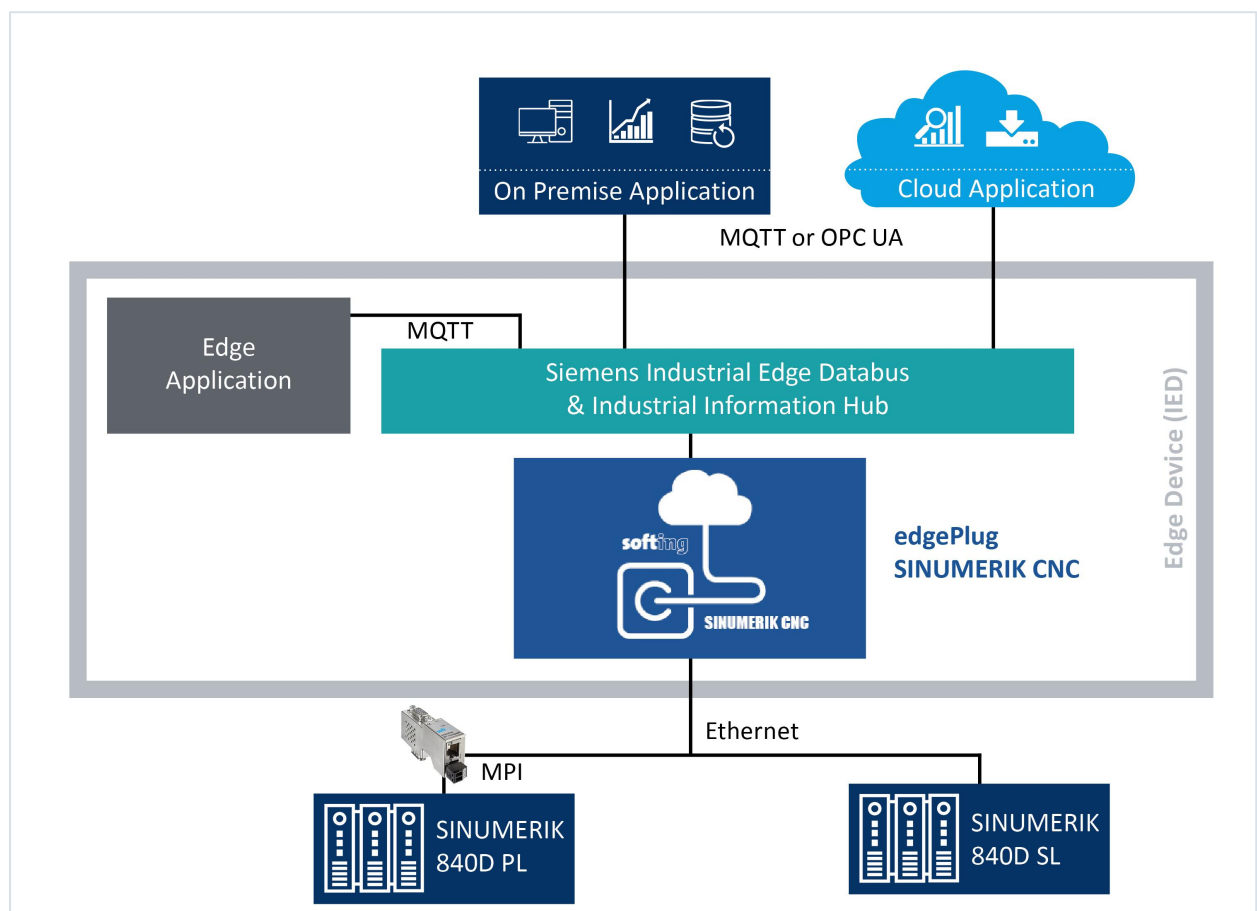 On Premise Application
Cloud Application
MQTT or OPC UA
Edge
Application
MQTT
Siemens Industrial Edge Databus
& Industrial Information Hub
Edge Device (IED)
softing
SINUMERIK CNC
edgePlug
SINUMERIK CNC
Ethernet
MPI
SINUMERIK
840D PL
SINUMERIK
840D SL